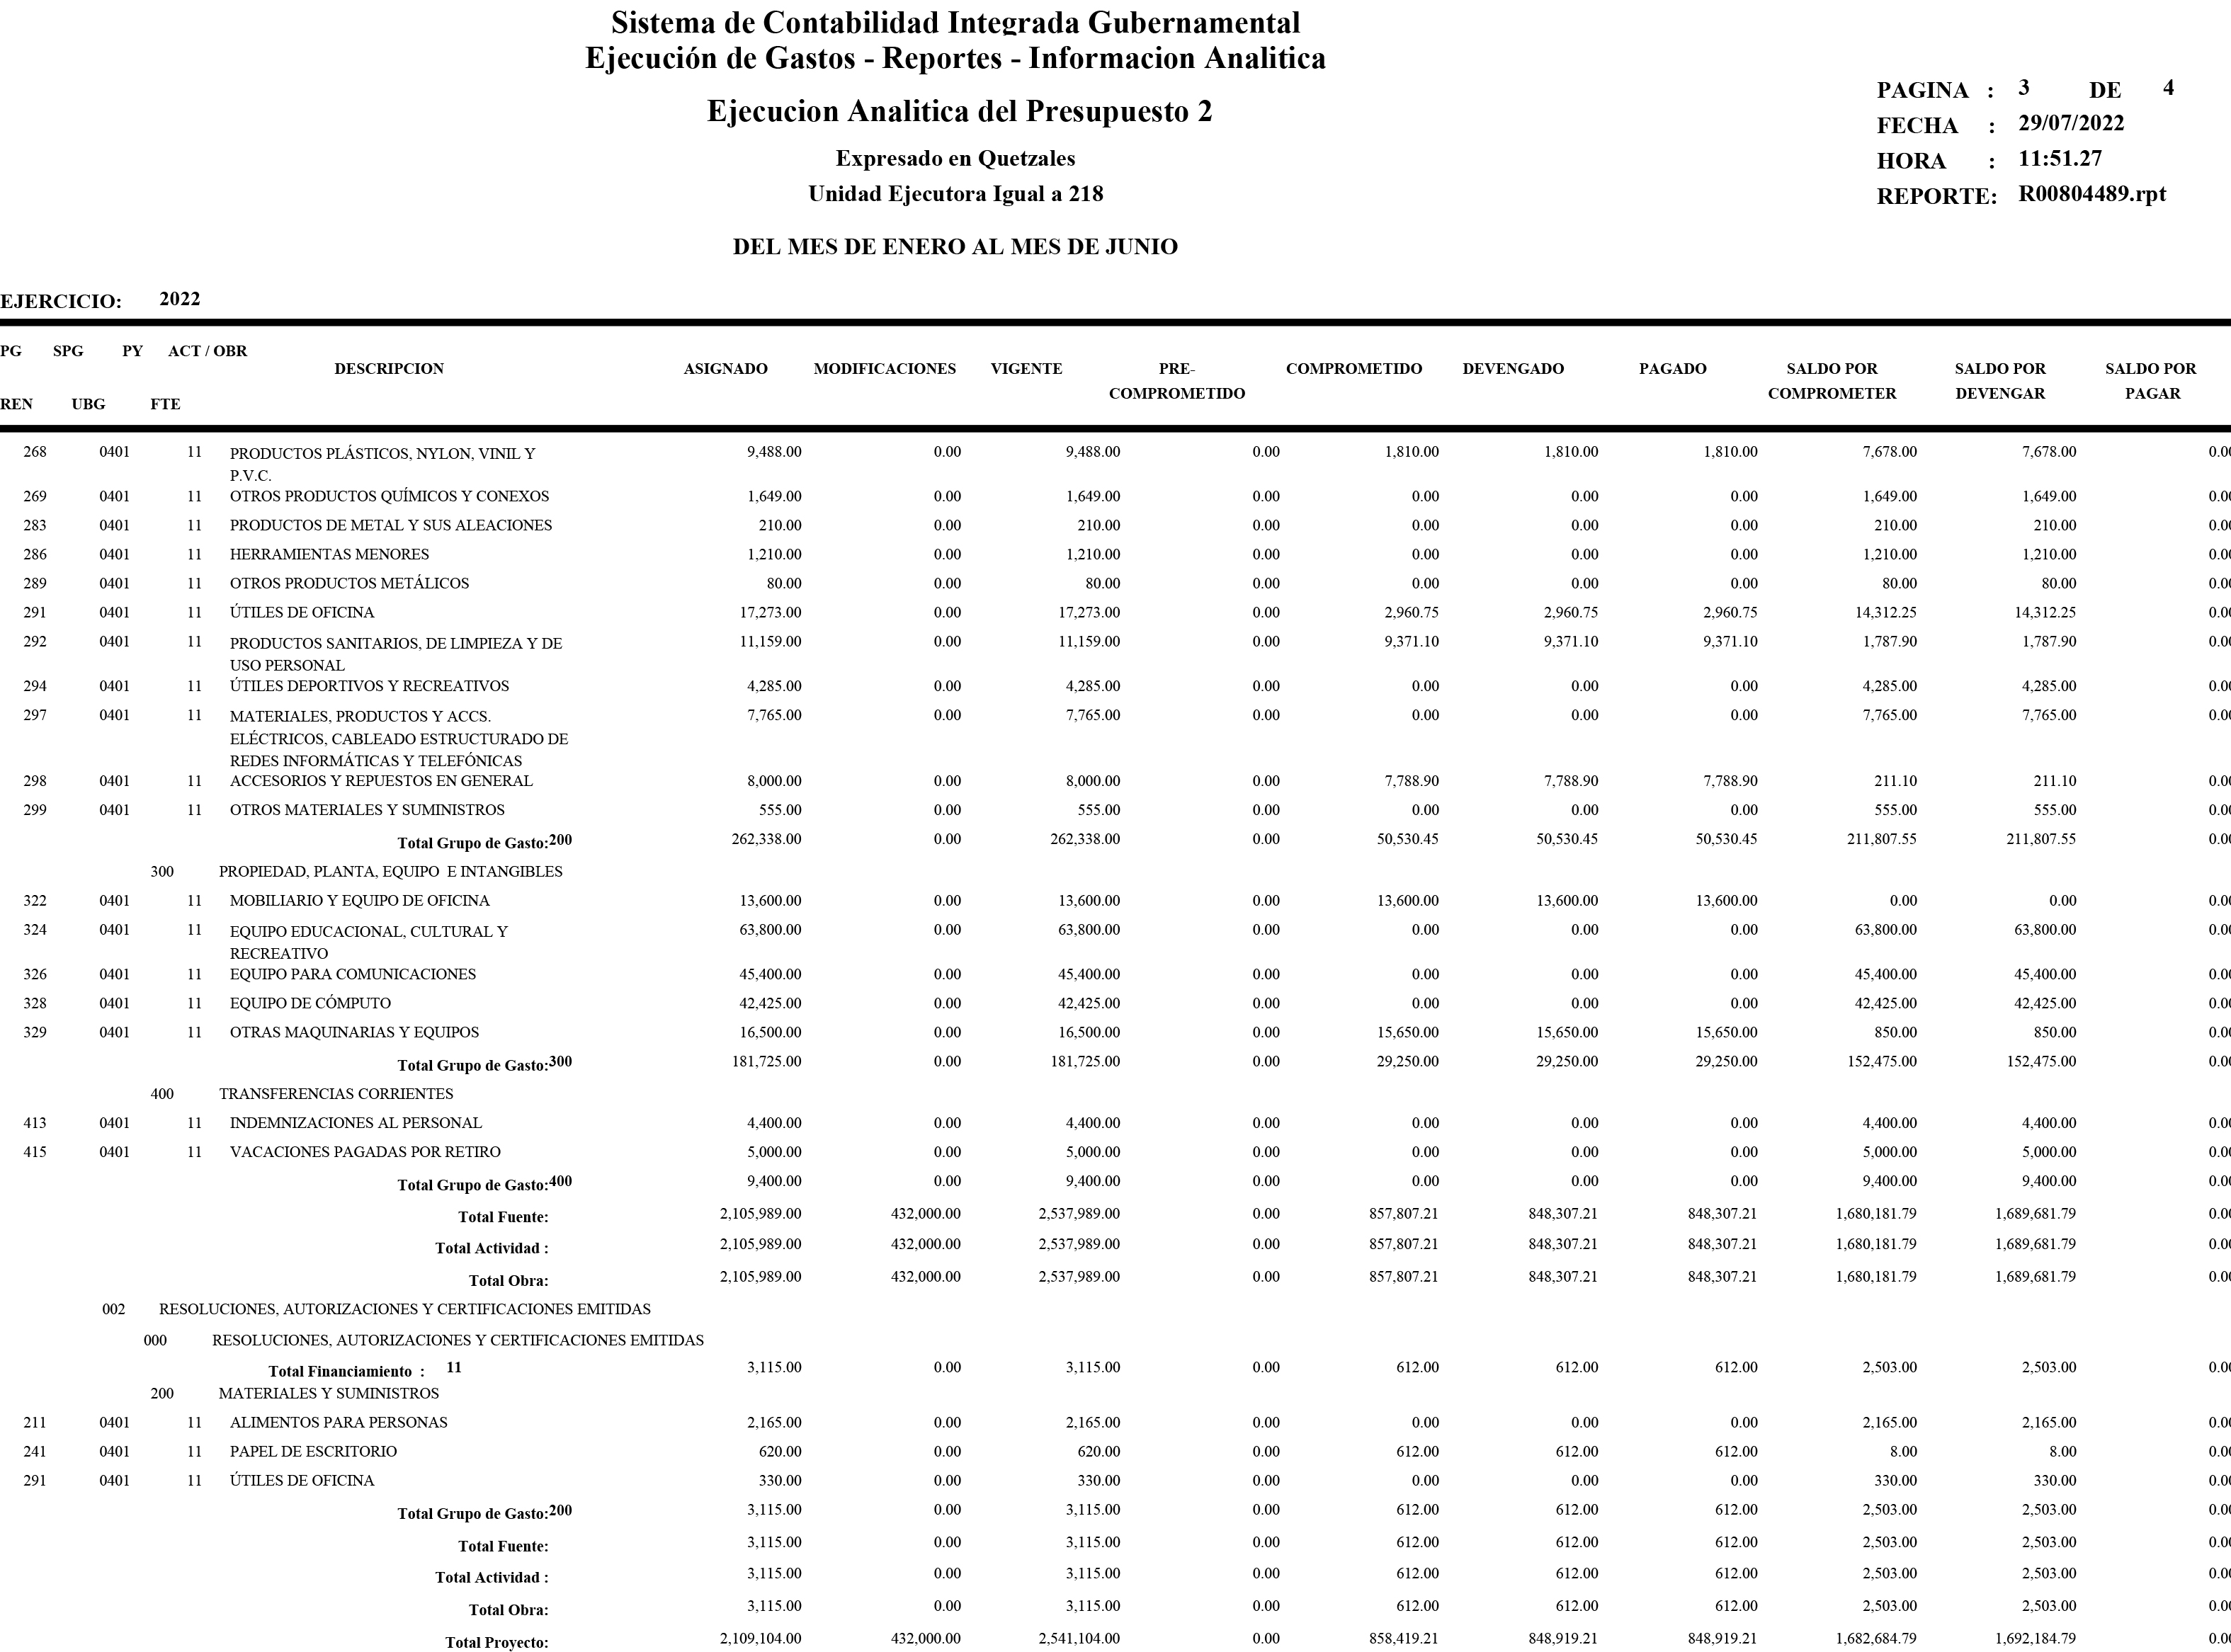 Sistema de Contabilidad Integrada Gubernamental
Ejecución de Gastos - Reportes - Informacion Analitica
Ejecucion Analitica del Presupuesto 2
Expresado en Quetzales
Unidad Ejecutora Igual a 218
DEL MES DE ENERO AL MES DE JUNIO
PAGINA : 3 DE 4
FECHA : 29/07/2022
HORA : 11:51.27
REPORTE: R00804489.rpt
EJERCICIO: 2022
PG SPG PY ACT / OBR
DESCRIPCION ASIGNADO MODIFICACIONES VIGENTE PRE- COMPROMETIDO DEVENGADO PAGADO SALDO POR SALDO POR SALDO POR
COMPROMETIDO COMPROMETER DEVENGAR PAGAR
REN UBG FTE
268 0401 11 PRODUCTOS PLÁSTICOS, NYLON, VINIL Y 9,488.00 0.00 9,488.00 0.00 1,810.00 1,810.00 1,810.00 7,678.00 7,678.00 0.00
P.V.C.
269 0401 11 OTROS PRODUCTOS QUÍMICOS Y CONEXOS 1,649.00 0.00 1,649.00 0.00 0.00 0.00 0.00 1,649.00 1,649.00 0.00
283 0401 11 PRODUCTOS DE METAL Y SUS ALEACIONES 210.00 0.00 210.00 0.00 0.00 0.00 0.00 210.00 210.00 0.00
286 0401 11 HERRAMIENTAS MENORES 1,210.00 0.00 1,210.00 0.00 0.00 0.00 0.00 1,210.00 1,210.00 0.00
289 0401 11 OTROS PRODUCTOS METÁLICOS 80.00 0.00 80.00 0.00 0.00 0.00 0.00 80.00 80.00 0.00
291 0401 11 ÚTILES DE OFICINA 17,273.00 0.00 17,273.00 0.00 2,960.75 2,960.75 2,960.75 14,312.25 14,312.25 0.00
292 0401 11 PRODUCTOS SANITARIOS, DE LIMPIEZA Y DE 11,159.00 0.00 11,159.00 0.00 9,371.10 9,371.10 9,371.10 1,787.90 1,787.90 0.00
USO PERSONAL
294 0401 11 ÚTILES DEPORTIVOS Y RECREATIVOS 4,285.00 0.00 4,285.00 0.00 0.00 0.00 0.00 4,285.00 4,285.00 0.00
297 0401 11 MATERIALES, PRODUCTOS Y ACCS. 7,765.00 0.00 7,765.00 0.00 0.00 0.00 0.00 7,765.00 7,765.00 0.00
ELÉCTRICOS, CABLEADO ESTRUCTURADO DE
REDES INFORMÁTICAS Y TELEFÓNICAS
298 0401 11 ACCESORIOS Y REPUESTOS EN GENERAL 8,000.00 0.00 8,000.00 0.00 7,788.90 7,788.90 7,788.90 211.10 211.10 0.00
299 0401 11 OTROS MATERIALES Y SUMINISTROS 555.00 0.00 555.00 0.00 0.00 0.00 0.00 555.00 555.00 0.00
Total Grupo de Gasto:200 262,338.00 0.00 262,338.00 0.00 50,530.45 50,530.45 50,530.45 211,807.55 211,807.55 0.00
300 PROPIEDAD, PLANTA, EQUIPO E INTANGIBLES
322 0401 11 MOBILIARIO Y EQUIPO DE OFICINA 13,600.00 0.00 13,600.00 0.00 13,600.00 13,600.00 13,600.00 0.00 0.00 0.00
324 0401 11 EQUIPO EDUCACIONAL, CULTURAL Y 63,800.00 0.00 63,800.00 0.00 0.00 0.00 0.00 63,800.00 63,800.00 0.00
RECREATIVO
326 0401 11 EQUIPO PARA COMUNICACIONES 45,400.00 0.00 45,400.00 0.00 0.00 0.00 0.00 45,400.00 45,400.00 0.00
328 0401 11 EQUIPO DE CÓMPUTO 42,425.00 0.00 42,425.00 0.00 0.00 0.00 0.00 42,425.00 42,425.00 0.00
329 0401 11 OTRAS MAQUINARIAS Y EQUIPOS 16,500.00 0.00 16,500.00 0.00 15,650.00 15,650.00 15,650.00 850.00 850.00 0.00
Total Grupo de Gasto:300 181,725.00 0.00 181,725.00 0.00 29,250.00 29,250.00 29,250.00 152,475.00 152,475.00 0.00
400 TRANSFERENCIAS CORRIENTES
413 0401 11 INDEMNIZACIONES AL PERSONAL 4,400.00 0.00 4,400.00 0.00 0.00 0.00 0.00 4,400.00 4,400.00 0.00
415 0401 11 VACACIONES PAGADAS POR RETIRO 5,000.00 0.00 5,000.00 0.00 0.00 0.00 0.00 5,000.00 5,000.00 0.00
Total Grupo de Gasto:400 9,400.00 0.00 9,400.00 0.00 0.00 0.00 0.00 9,400.00 9,400.00 0.00
Total Fuente: 2,105,989.00 432,000.00 2,537,989.00 0.00 857,807.21 848,307.21 848,307.21 1,680,181.79 1,689,681.79 0.00
Total Actividad : 2,105,989.00 432,000.00 2,537,989.00 0.00 857,807.21 848,307.21 848,307.21 1,680,181.79 1,689,681.79 0.00
Total Obra: 2,105,989.00 432,000.00 2,537,989.00 0.00 857,807.21 848,307.21 848,307.21 1,680,181.79 1,689,681.79 0.00
002 RESOLUCIONES, AUTORIZACIONES Y CERTIFICACIONES EMITIDAS
000 RESOLUCIONES, AUTORIZACIONES Y CERTIFICACIONES EMITIDAS
Total Financiamiento : 11 3,115.00 0.00 3,115.00 0.00 612.00 612.00 612.00 2,503.00 2,503.00 0.00
200 MATERIALES Y SUMINISTROS
211 0401 11 ALIMENTOS PARA PERSONAS 2,165.00 0.00 2,165.00 0.00 0.00 0.00 0.00 2,165.00 2,165.00 0.00
241 0401 11 PAPEL DE ESCRITORIO 620.00 0.00 620.00 0.00 612.00 612.00 612.00 8.00 8.00 0.00
291 0401 11 ÚTILES DE OFICINA 330.00 0.00 330.00 0.00 0.00 0.00 0.00 330.00 330.00 0.00
Total Grupo de Gasto:200 3,115.00 0.00 3,115.00 0.00 612.00 612.00 612.00 2,503.00 2,503.00 0.00
Total Fuente: 3,115.00 0.00 3,115.00 0.00 612.00 612.00 612.00 2,503.00 2,503.00 0.00
Total Actividad : 3,115.00 0.00 3,115.00 0.00 612.00 612.00 612.00 2,503.00 2,503.00 0.00
Total Obra: 3,115.00 0.00 3,115.00 0.00 612.00 612.00 612.00 2,503.00 2,503.00 0.00
Total Proyecto: 2,109,104.00 432,000.00 2,541,104.00 0.00 858,419.21 848,919.21 848,919.21 1,682,684.79 1,692,184.79 0.00